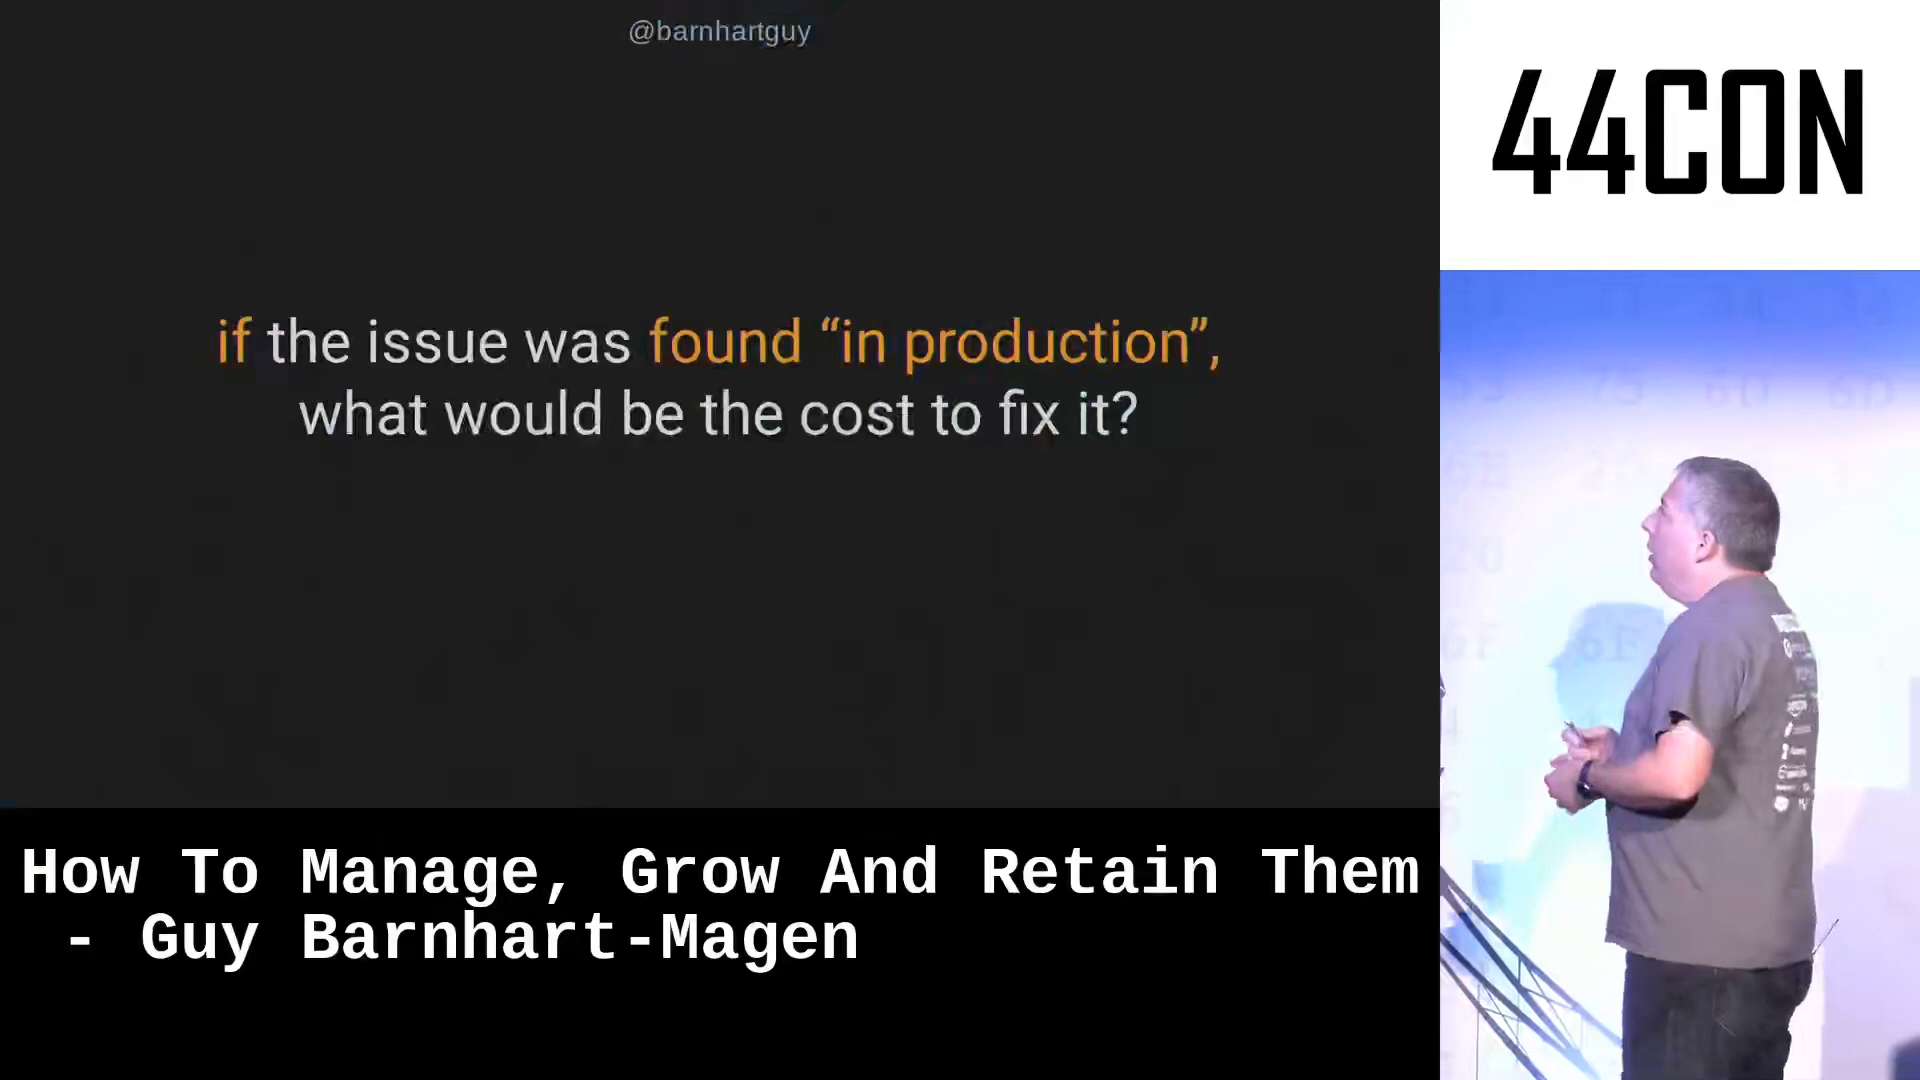 @barnhartguy
if the issue was found “in production”,
what would be the cost to fix it?
44CON
How To Manage, Grow And Retain Them
- Guy Barnhart-Magen